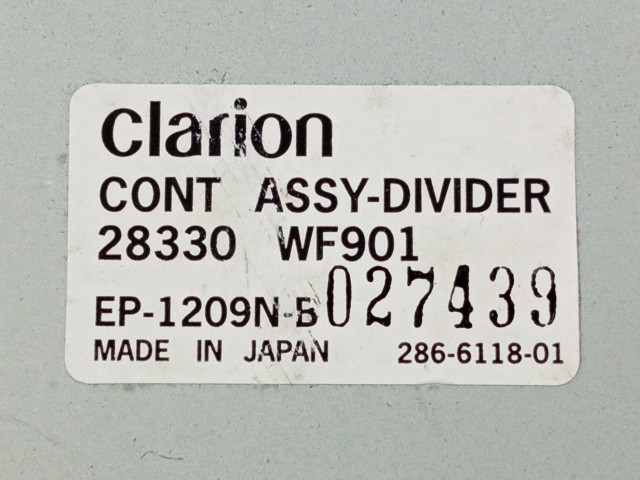 clarion
CONT ASSY-DIVIDER
28330 WF901
EP-1209N-B 027439
MADE IN JAPAN 286-6118-01